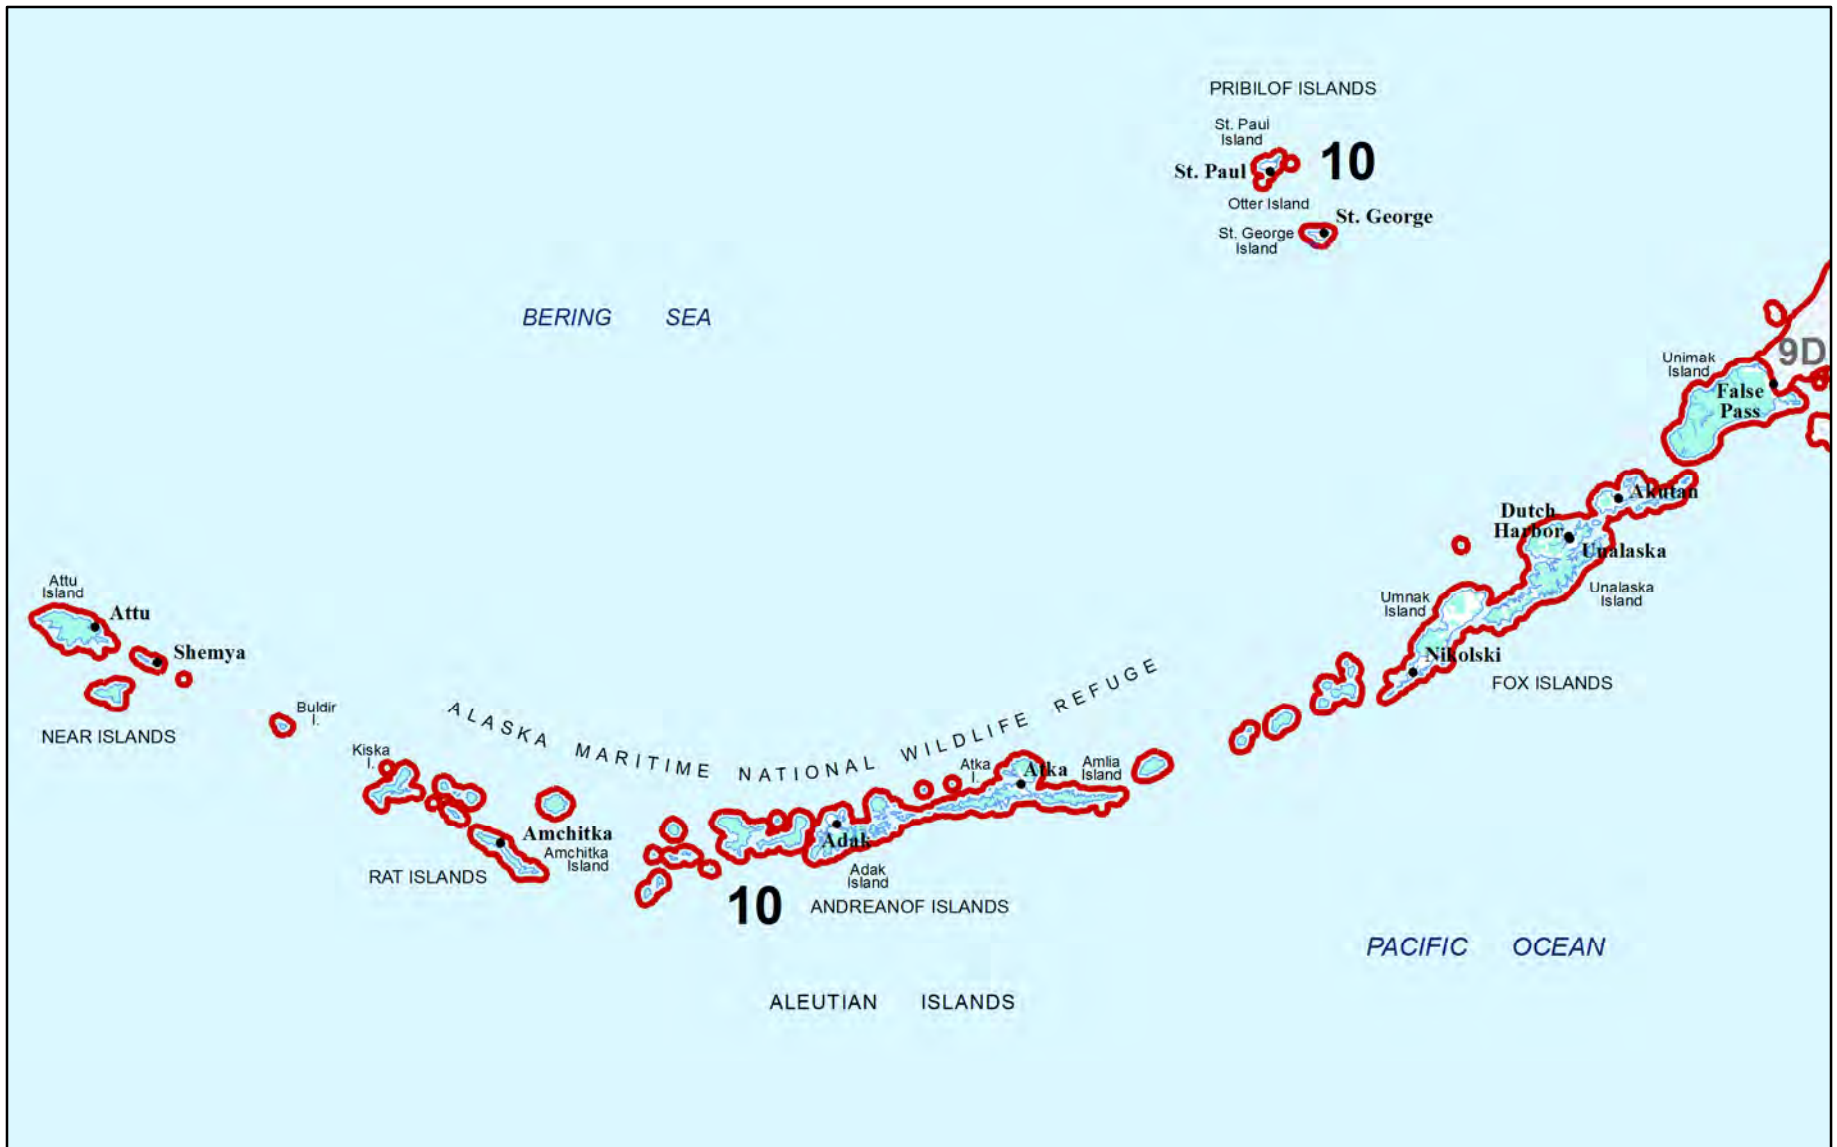 PRIBILOF ISLANDS
St. Paul
Island
10
St. Paul
Otter Island
St. George
St. George
Island
BERING SEA
9D
Unimak
Island
False
Pass
Akutan
Dutch
Harbor
Unalaska
Unalaska
Island
Umnak
Island
Nikolski
FOX ISLANDS
Attu
Island
Attu
Shemya
NEAR ISLANDS
Buldir
I.
Kiska
I.
ALASKA MARITIME NATIONAL WILDLIFE REFUGE
Atka
I.
Atka
Amlia
Island
Amchitka
Amchitka
Island
RAT ISLANDS
Adak
Adak
Island
10
ANDREANOF ISLANDS
PACIFIC OCEAN
ALEUTIAN ISLANDS